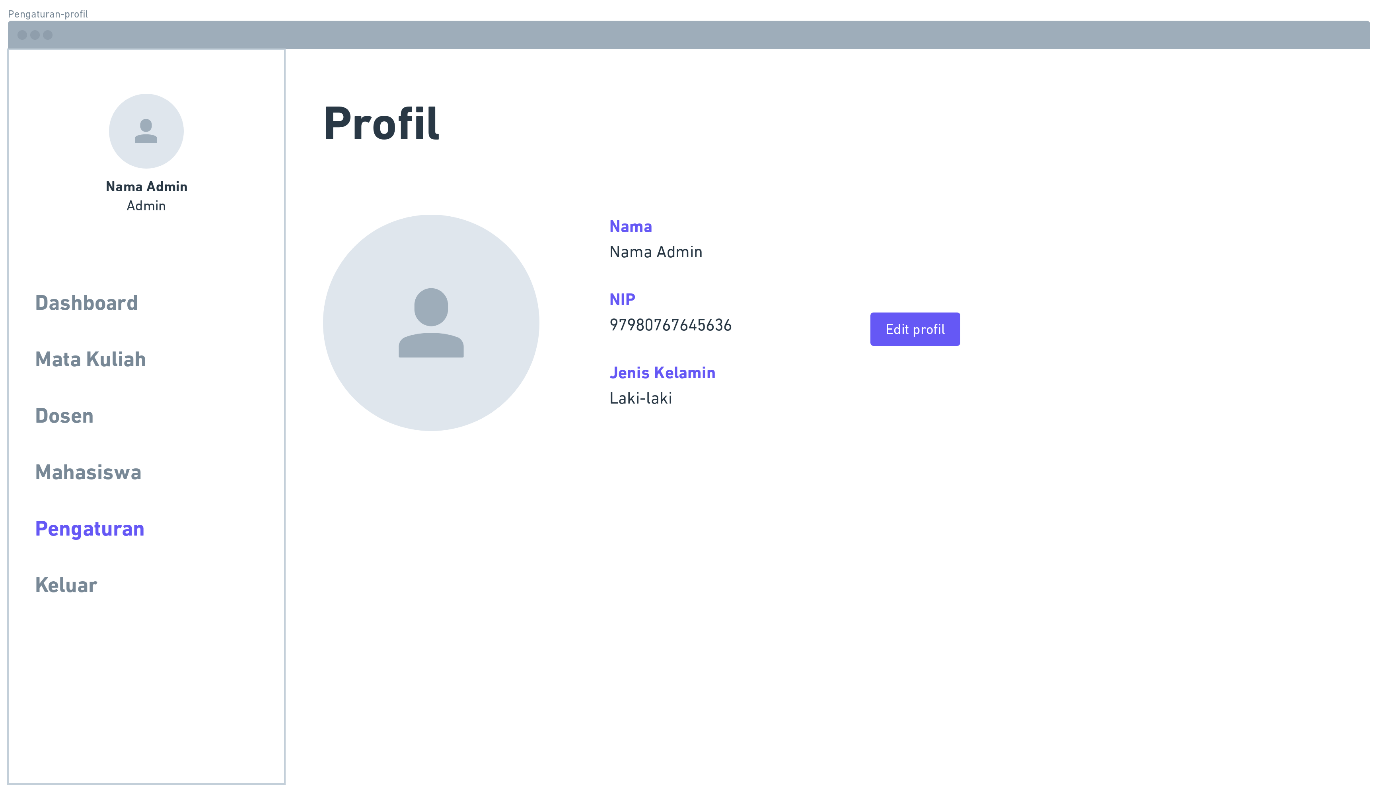 Pengaturan-profil
Nama Admin
Admin
Dashboard
Mata Kuliah
Dosen
Mahasiswa
Pengaturan
Keluar
Profil
Nama
Nama Admin
NIP
97980767645636
Jenis Kelamin
Laki-laki
Edit profil